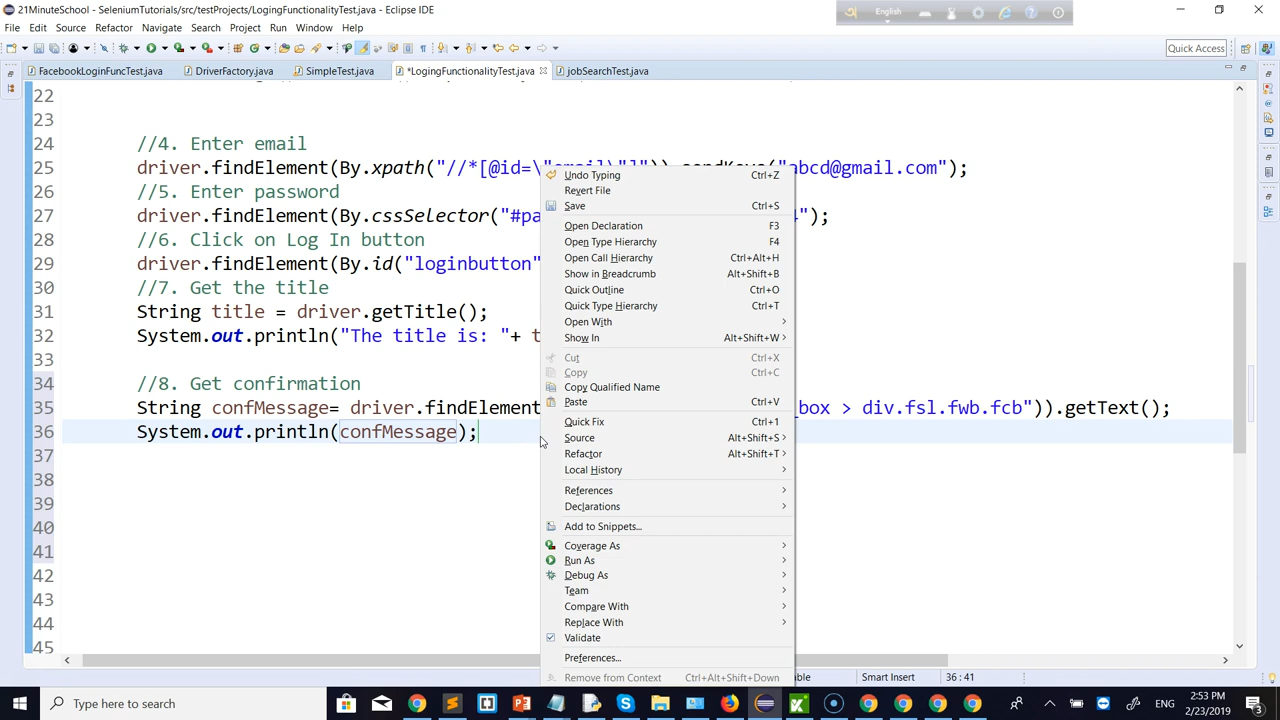 21MinuteSchool - SeleniumTutorials/src/testProjects/LogingFunctionalityTest.java - Eclipse IDE
English
File Edit Source Refactor Navigate Search Project Run Window Help
Quick Access
FacebookLoginFuncTest.java DriverFactory.java SimpleTest.java *LogingFunctionalityTest.java jobSearchTest.java
22
23
24 //4. Enter email
25 driver.findElement(By.xpath("//*[@id=\"email\"]")).sendKeys("abcd@gmail.com");
26 //5. Enter password
27 driver.findElement(By.cssSelector("#pa 4");
28 //6. Click on Log In button
29 driver.findElement(By.id("loginbutton"
30 //7. Get the title
31 String title = driver.getTitle();
32 System.out.println("The title is: "+ t
33
34 //8. Get confirmation
35 String confMessage= driver.findElement _box > div.fsl.fwb.fcb")).getText();
36 System.out.println(confMessage);
37
38
39
40
41
42
43
44
45
Undo Typing Ctrl+Z
Revert File
Save Ctrl+S
Open Declaration F3
Open Type Hierarchy F4
Open Call Hierarchy Ctrl+Alt+H
Show in Breadcrumb Alt+Shift+B
Quick Outline Ctrl+O
Quick Type Hierarchy Ctrl+T
Open With
Show In Alt+Shift+W
Cut Ctrl+X
Copy Ctrl+C
Copy Qualified Name
Paste Ctrl+V
Quick Fix Ctrl+1
Source Alt+Shift+S
Refactor Alt+Shift+T
Local History
References
Declarations
Add to Snippets...
Coverage As
Run As
Debug As
Team
Compare With
Replace With
Validate
Preferences...
Remove from Context Ctrl+Alt+Shift+Down
able Smart Insert 36 : 41
Type here to search
ENG 2:53 PM
2/23/2019
3